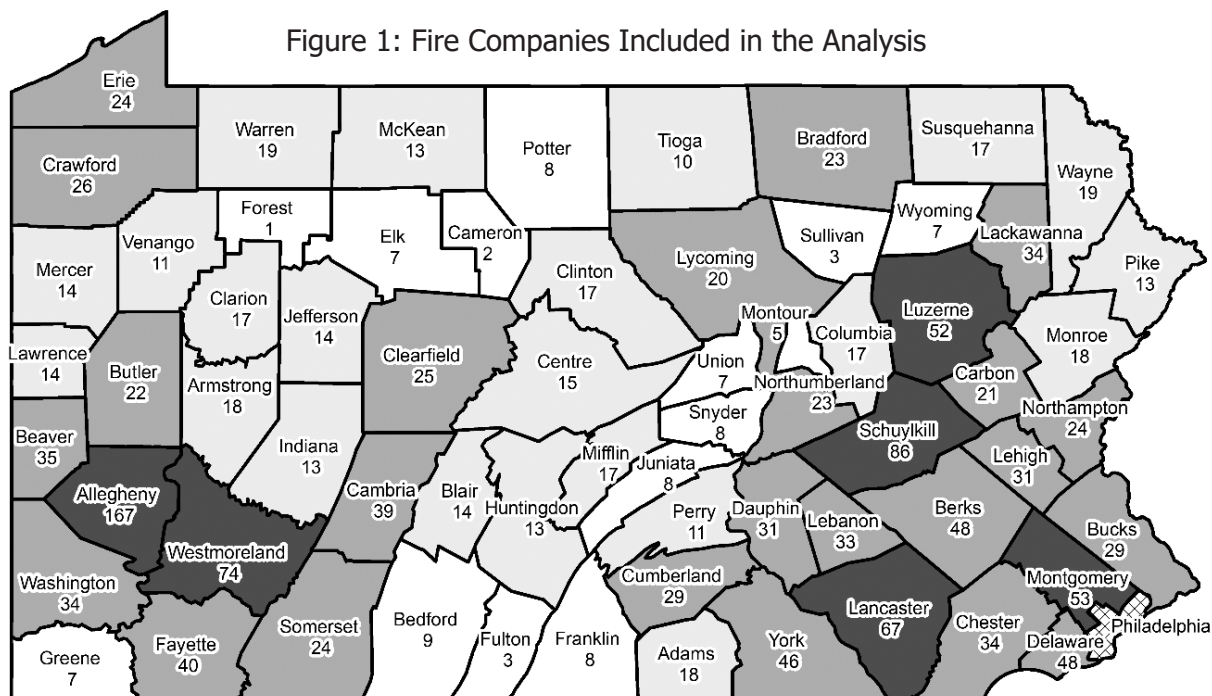 Figure 1: Fire Companies Included in the Analysis
Erie
24
Warren
19
McKean
13
Potter
8
Tioga
10
Bradford
23
Susquehanna
17
Wayne
19
Crawford
26
Forest
1
Elk
7
Cameron
2
Wyoming
7
Lackawanna
34
Sullivan
3
Venango
11
Mercer
14
Clinton
17
Lycoming
20
Pike
13
Clarion
17
Jefferson
14
Luzerne
52
Montour
5
Columbia
17
Monroe
18
Lawrence
14
Butler
22
Clearfield
25
Centre
15
Union
7
Carbon
21
Armstrong
18
Northumberland
23
Northampton
24
Snyder
8
Beaver
35
Indiana
13
Mifflin
17
Juniata
8
Schuylkill
86
Lehigh
31
Allegheny
167
Cambria
39
Blair
14
Huntingdon
13
Perry
11
Dauphin
31
Lebanon
33
Berks
48
Bucks
29
Westmoreland
74
Washington
34
Cumberland
29
Montgomery
53
Somerset
24
Bedford
9
Lancaster
67
Chester
34
Philadelphia
Fayette
40
Fulton
3
Franklin
8
York
46
Delaware
48
Greene
7
Adams
18